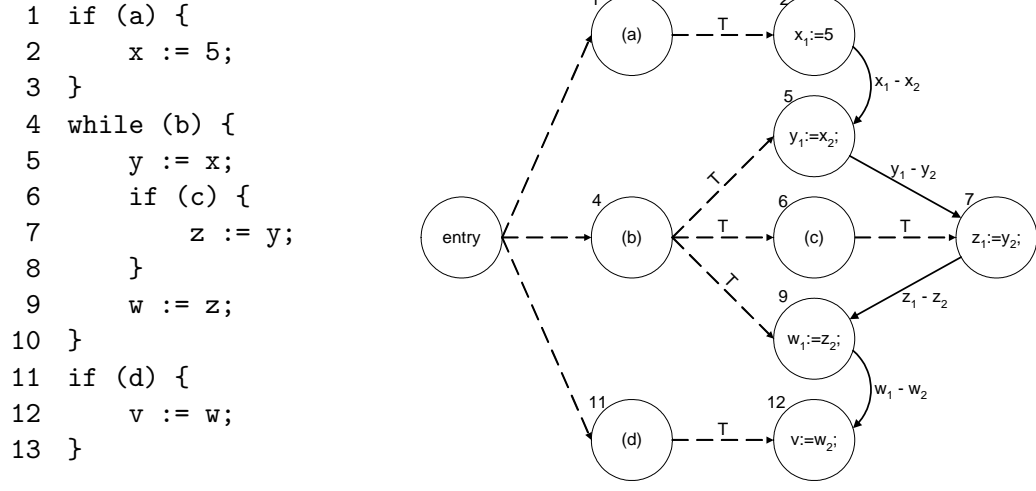 1 if (a) {
2 x := 5;
3 }
4 while (b) {
5 y := x;
6 if (c) {
7 z := y;
8 }
9 w := z;
10 }
11 if (d) {
12 v := w;
13 }
1
2
(a)
T
x₁:=5
x₁ - x₂
5
y₁:=x₂;
T
y₁ - y₂
4
6
7
entry
(b)
T
(c)
T
z₁:=y₂;
T
9
z₁ - z₂
w₁:=z₂;
w₁ - w₂
11
12
(d)
T
v:=w₂;